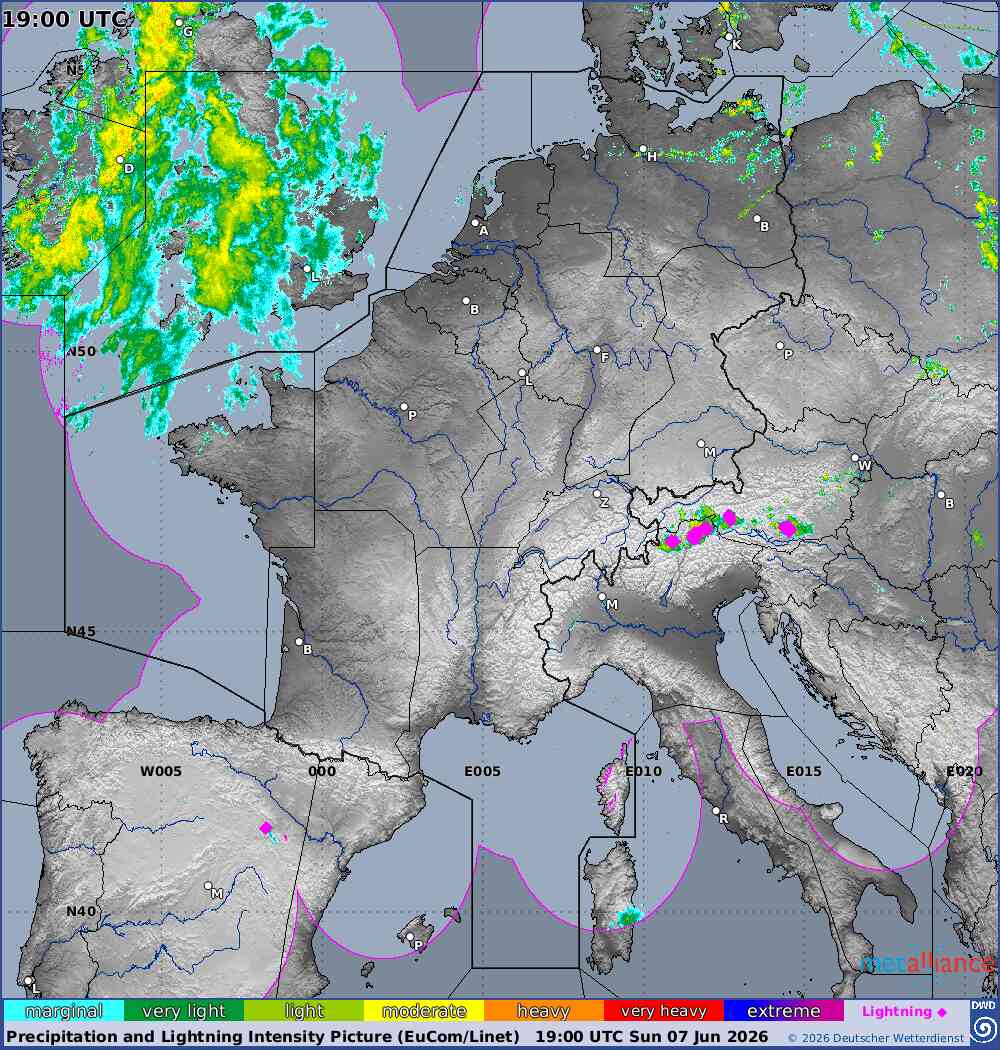 19:00 UTC
G
K
N5
H
D
A
B
L
B
N50
F
P
L
P
M
W
Z
B
M
N45
B
W005
000
E005
E010
E015
E020
R
M
N40
P
L
metalliance
marginal very light light moderate heavy very heavy extreme Lightning ◆
DWD
Precipitation and Lightning Intensity Picture (EuCom/Linet) 19:00 UTC Sun 07 Jun 2026 © 2026 Deutscher Wetterdienst